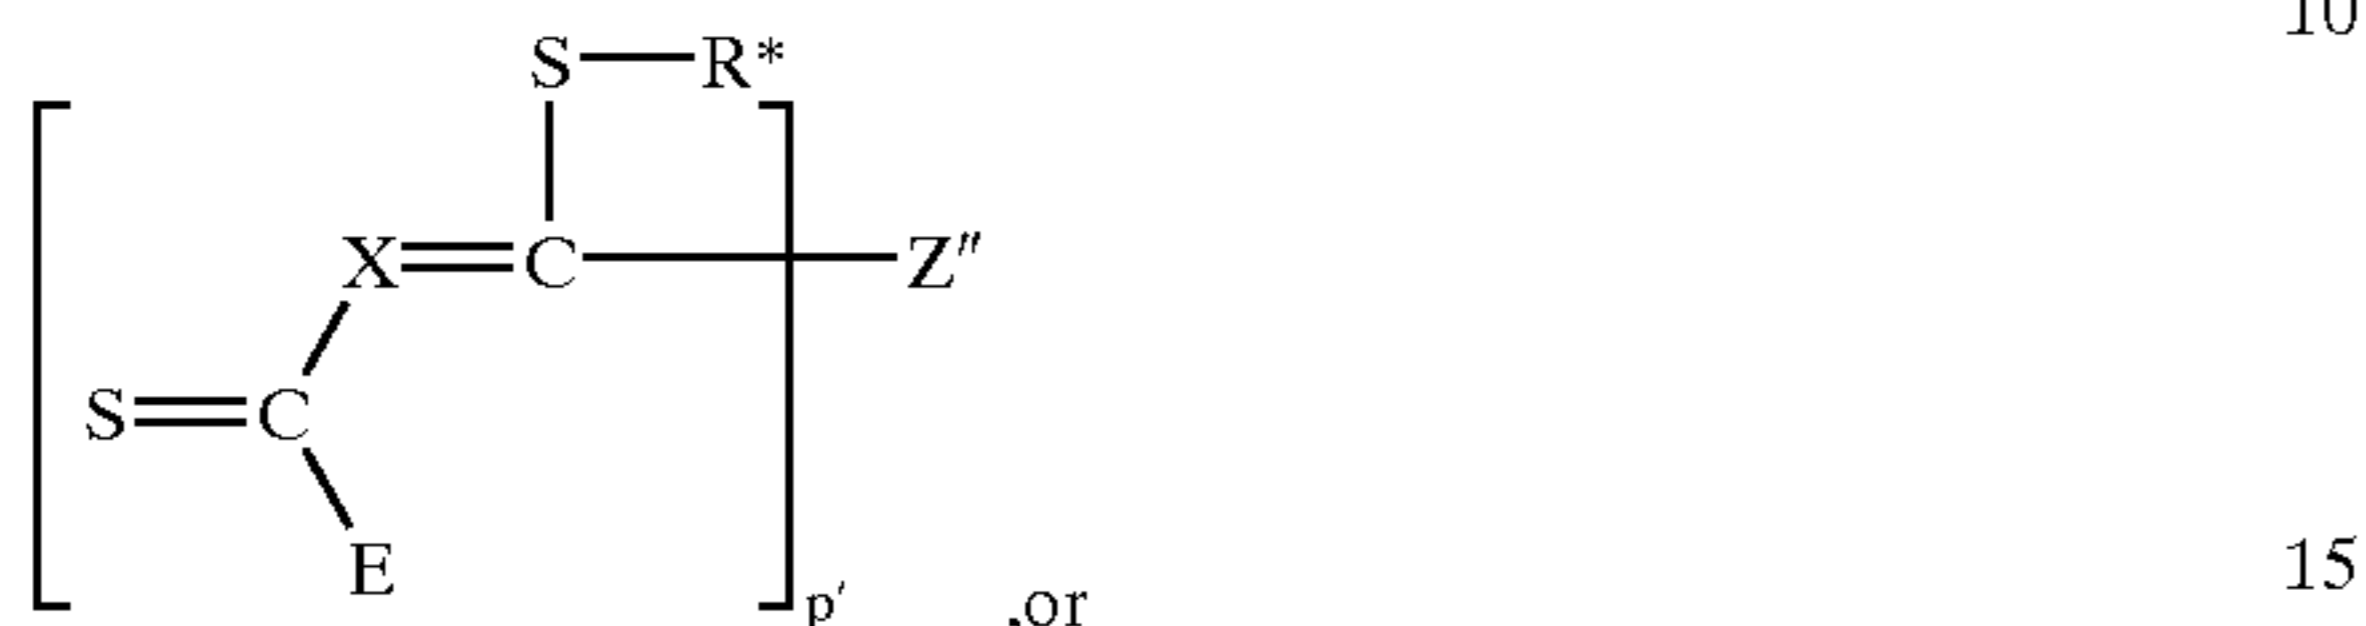 10
S—R*
X=C—Z″
S=C
E
p′ ,or
15